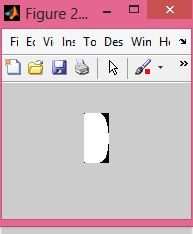 Figure 2...
Fi Ec Vi Ins To Des Win He